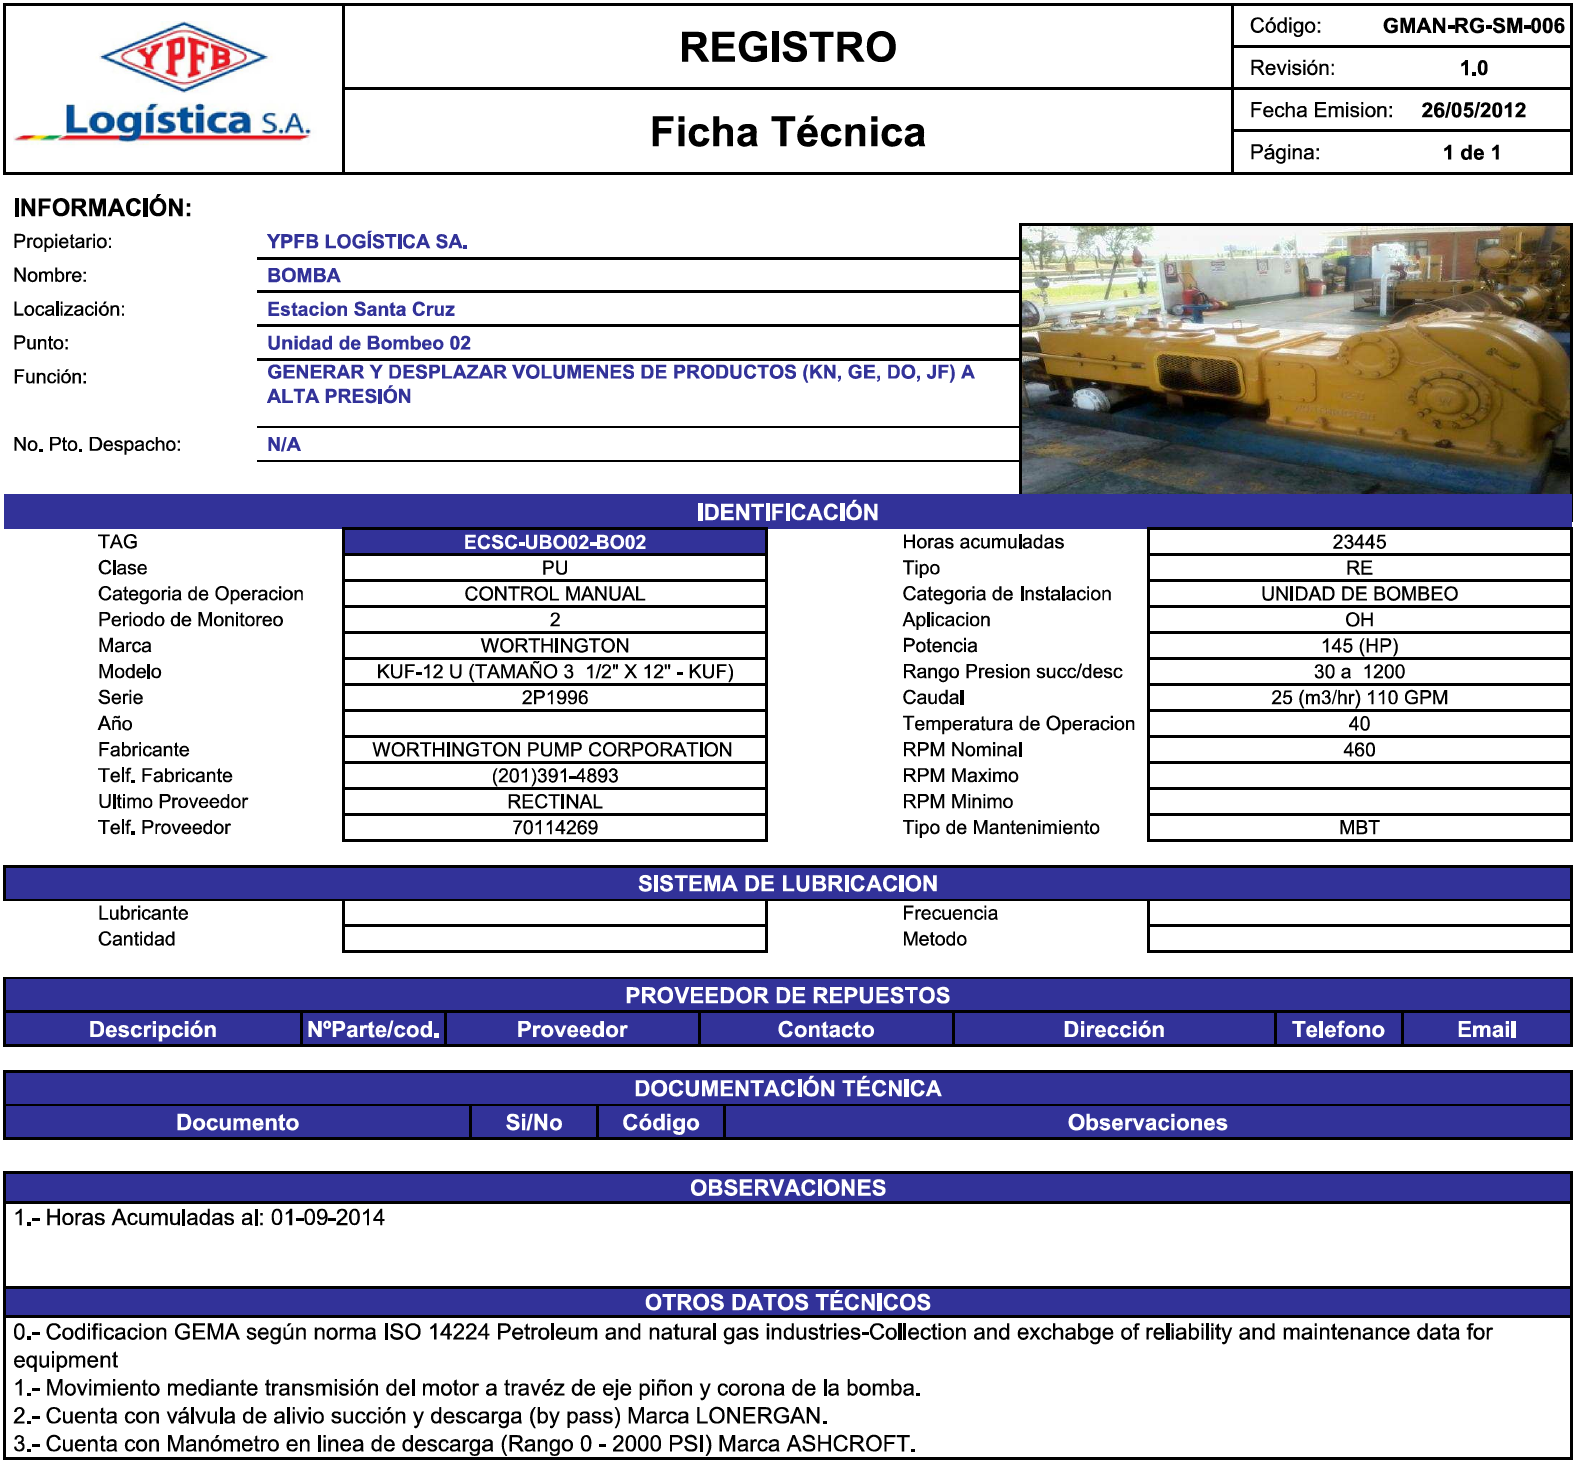 YPFB
Logística S.A.
REGISTRO
Ficha Técnica
Código: GMAN-RG-SM-006
Revisión: 1.0
Fecha Emision: 26/05/2012
Página: 1 de 1
INFORMACIÓN:
Propietario: YPFB LOGÍSTICA SA.
Nombre: BOMBA
Localización: Estacion Santa Cruz
Punto: Unidad de Bombeo 02
Función: GENERAR Y DESPLAZAR VOLUMENES DE PRODUCTOS (KN, GE, DO, JF) A
ALTA PRESIÓN
No. Pto. Despacho: N/A
IDENTIFICACIÓN
TAG ECSC-UBO02-BO02 Horas acumuladas 23445
Clase PU Tipo RE
Categoria de Operacion CONTROL MANUAL Categoria de Instalacion UNIDAD DE BOMBEO
Periodo de Monitoreo 2 Aplicacion OH
Marca WORTHINGTON Potencia 145 (HP)
Modelo KUF-12 U (TAMAÑO 3 1/2" X 12" - KUF) Rango Presion succ/desc 30 a 1200
Serie 2P1996 Caudal 25 (m3/hr) 110 GPM
Año Temperatura de Operacion 40
Fabricante WORTHINGTON PUMP CORPORATION RPM Nominal 460
Telf. Fabricante (201)391-4893 RPM Maximo
Ultimo Proveedor RECTINAL RPM Minimo
Telf. Proveedor 70114269 Tipo de Mantenimiento MBT
SISTEMA DE LUBRICACION
Lubricante Frecuencia
Cantidad Metodo
PROVEEDOR DE REPUESTOS
Descripción NºParte/cod. Proveedor Contacto Dirección Telefono Email
DOCUMENTACIÓN TÉCNICA
Documento Si/No Código Observaciones
OBSERVACIONES
1.- Horas Acumuladas al: 01-09-2014
OTROS DATOS TÉCNICOS
0.- Codificacion GEMA según norma ISO 14224 Petroleum and natural gas industries-Collection and exchabge of reliability and maintenance data for
equipment
1.- Movimiento mediante transmisión del motor a travéz de eje piñon y corona de la bomba.
2.- Cuenta con válvula de alivio succión y descarga (by pass) Marca LONERGAN.
3.- Cuenta con Manómetro en linea de descarga (Rango 0 - 2000 PSI) Marca ASHCROFT.